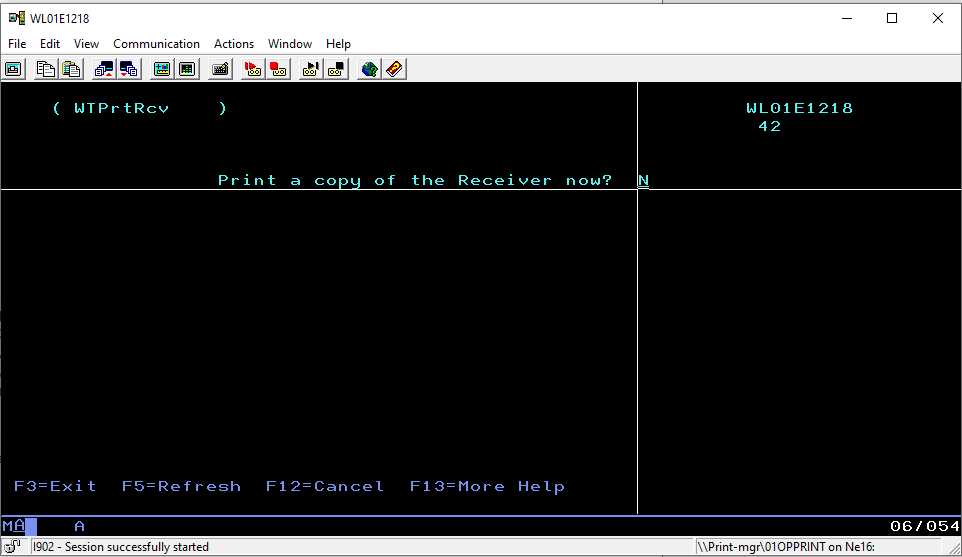 WL01E1218
File Edit View Communication Actions Window Help
( WTPrtRcv ) WL01E1218
42
Print a copy of the Receiver now? N
F3=Exit F5=Refresh F12=Cancel F13=More Help
MA A 06/054
I902 - Session successfully started \\Print-mgr\01OPPRINT on Ne16: